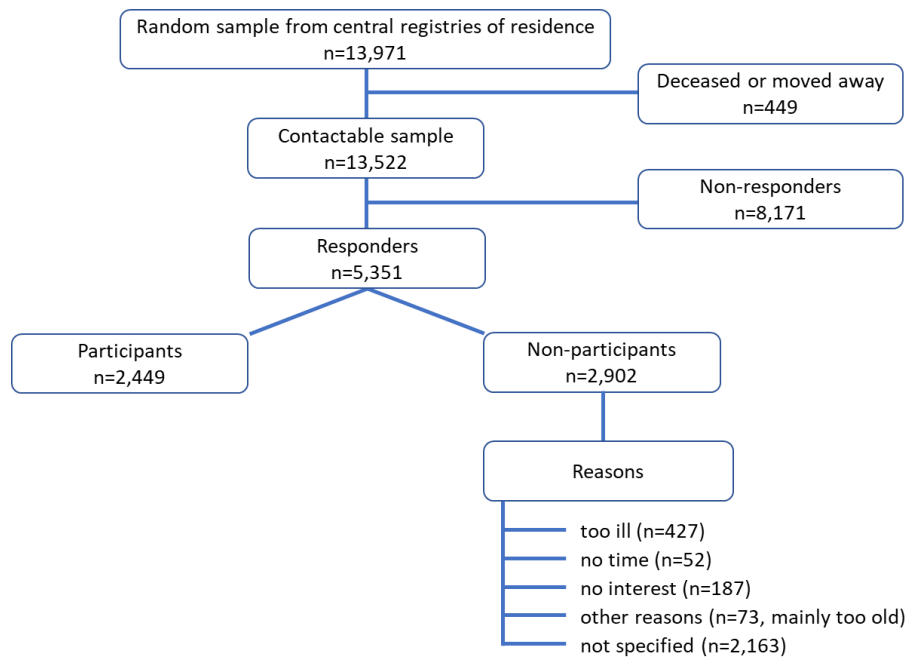 Random sample from central registries of residence
n=13,971
Deceased or moved away
n=449
Contactable sample
n=13,522
Non-responders
n=8,171
Responders
n=5,351
Participants
n=2,449
Non-participants
n=2,902
Reasons
too ill (n=427)
no time (n=52)
no interest (n=187)
other reasons (n=73, mainly too old)
not specified (n=2,163)